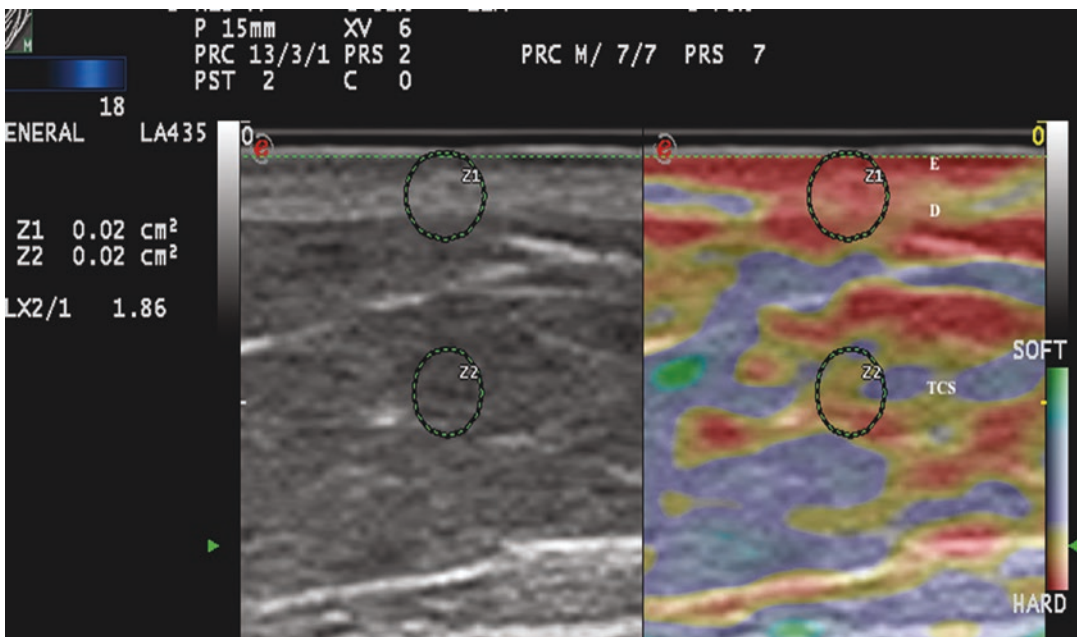 P 15mm XV 6
PRC 13/3/1 PRS 2 PRC M/ 7/7 PRS 7
PST 2 C 0
M
18
ENERAL LA435
0 e e 0
Z1 Z1 E
D
Z1 0.02 cm²
Z2 0.02 cm²
LX2/1 1.86
SOFT
Z2 Z2 TCS
HARD